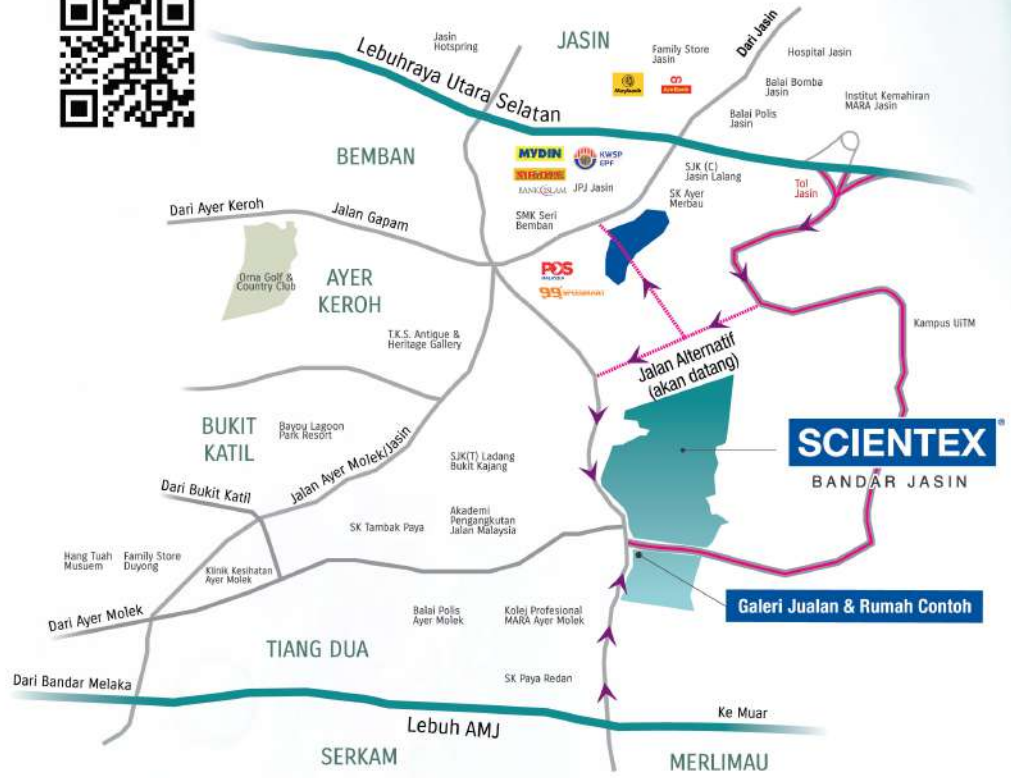 JASIN
Jasin
Hotspring
Lebuhraya Utara Selatan
Family Store
Jasin
Maybank
AmBank
Dari Jasin
Hospital Jasin
Balai Bomba
Jasin
Institut Kemahiran
MARA Jasin
Balai Polis
Jasin
BEMBAN
MYDIN
KWSP
EPF
BANK ISLAM
JPJ Jasin
SJK (C)
Jasin Lalang
Tol
Jasin
SK Ayer
Merbau
SMK Seri
Bemban
Dari Ayer Keroh
Jalan Gapam
Orna Golf &
Country Club
AYER
KEROH
POS
MALAYSIA
99 SPEEDMART
T.K.S. Antique &
Heritage Gallery
Kampus UiTM
Jalan Alternatif
(akan datang)
BUKIT
KATIL
Bayou Lagoon
Park Resort
Jalan Ayer Molek/Jasin
SJK(T) Ladang
Bukit Kajang
SCIENTEX®
BANDAR JASIN
Dari Bukit Katil
SK Tambak Paya
Akademi
Pengangkutan
Jalan Malaysia
Hang Tuah
Musuem
Family Store
Duyong
Klinik Kesihatan
Ayer Molek
Dari Ayer Molek
Balai Polis
Ayer Molek
Kolej Profesional
MARA Ayer Molek
Galeri Jualan & Rumah Contoh
TIANG DUA
SK Paya Redan
Dari Bandar Melaka
Lebuh AMJ
Ke Muar
SERKAM
MERLIMAU